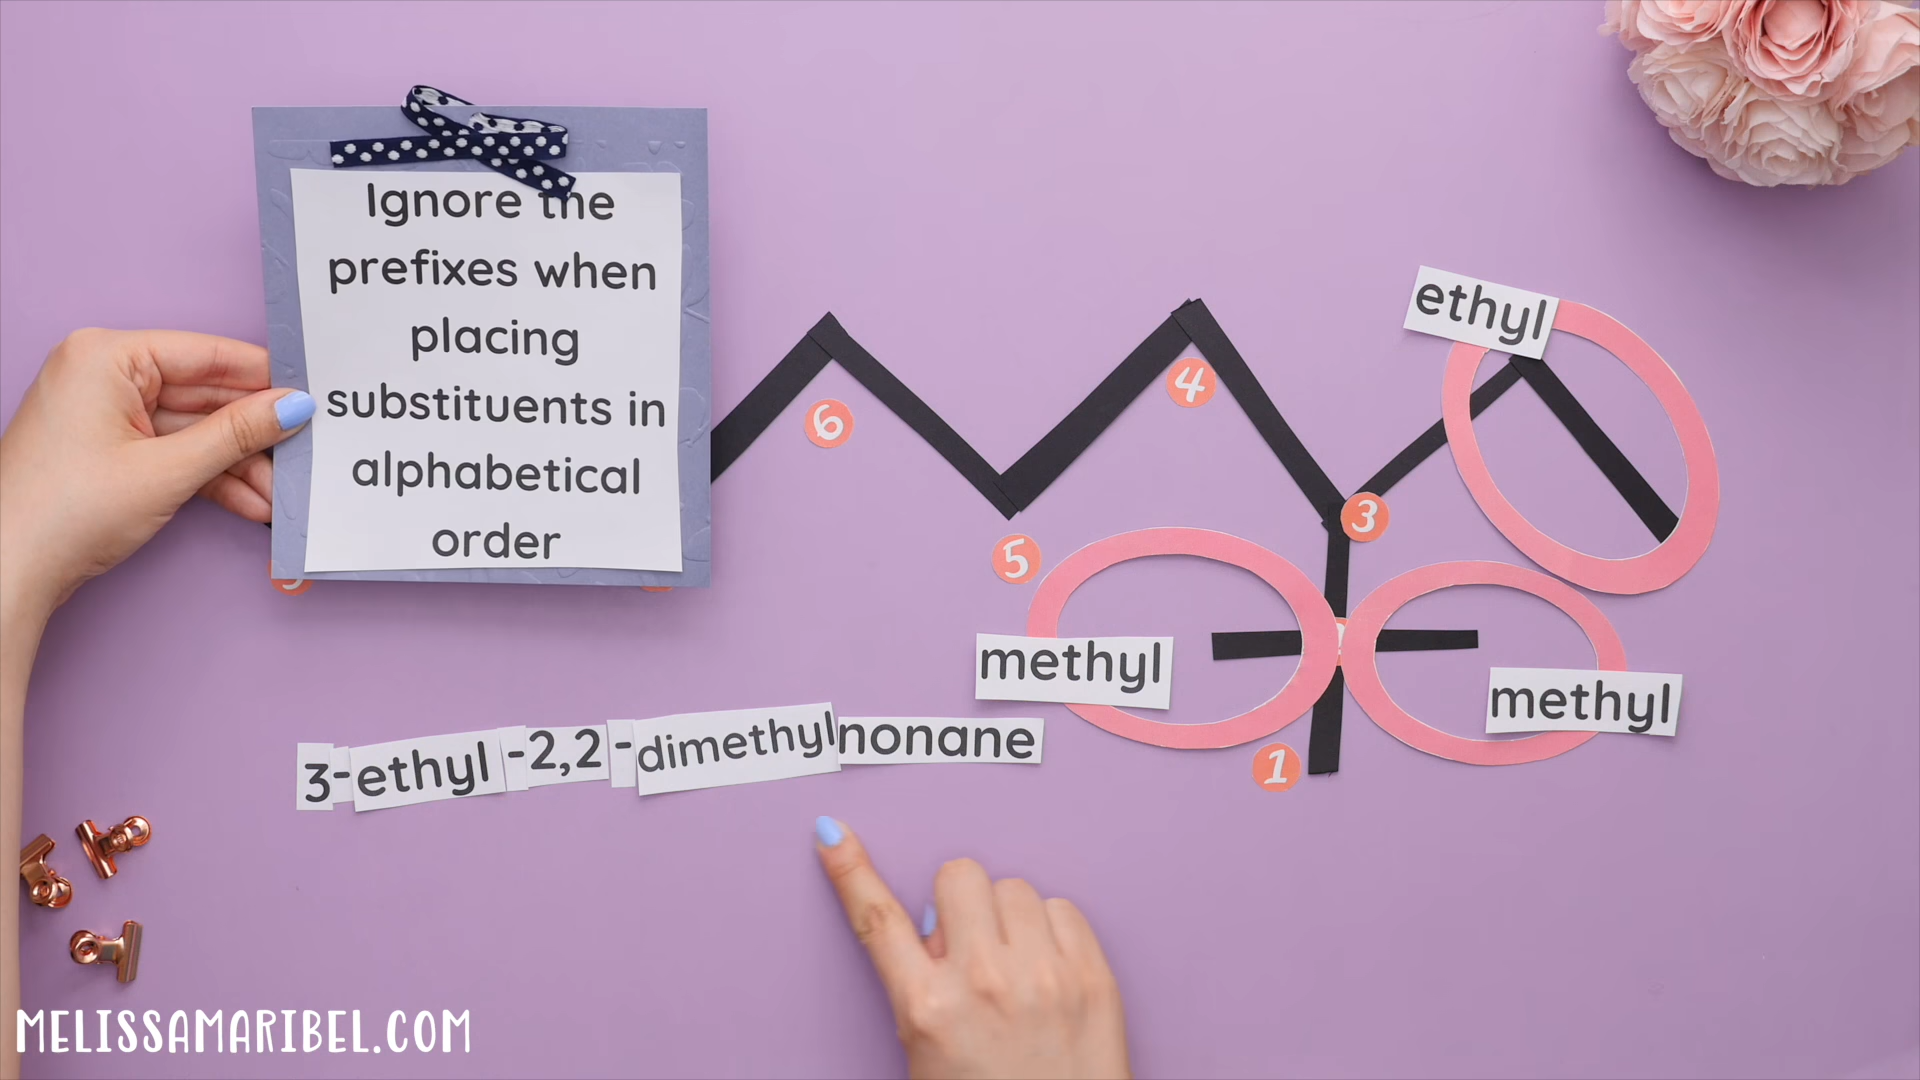 Ignore the
prefixes when
placing
substituents in
alphabetical
order
ethyl
4
6
3
5
methyl
methyl
3-ethyl-2,2-dimethylnonane
1
MELISSAMARIBEL.COM